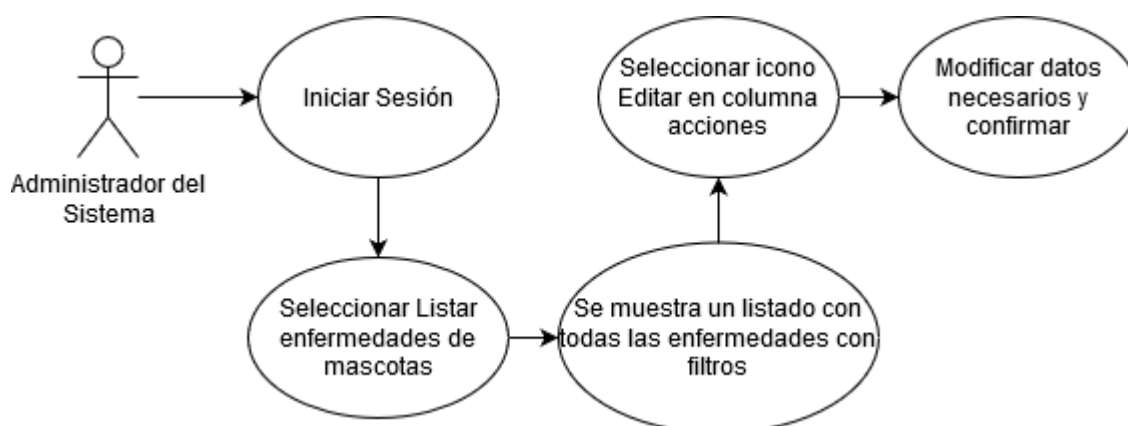 Administrador del
Sistema
Iniciar Sesión
Seleccionar Listar
enfermedades de
mascotas
Se muestra un listado con
todas las enfermedades con
filtros
Seleccionar icono
Editar en columna
acciones
Modificar datos
necesarios y
confirmar